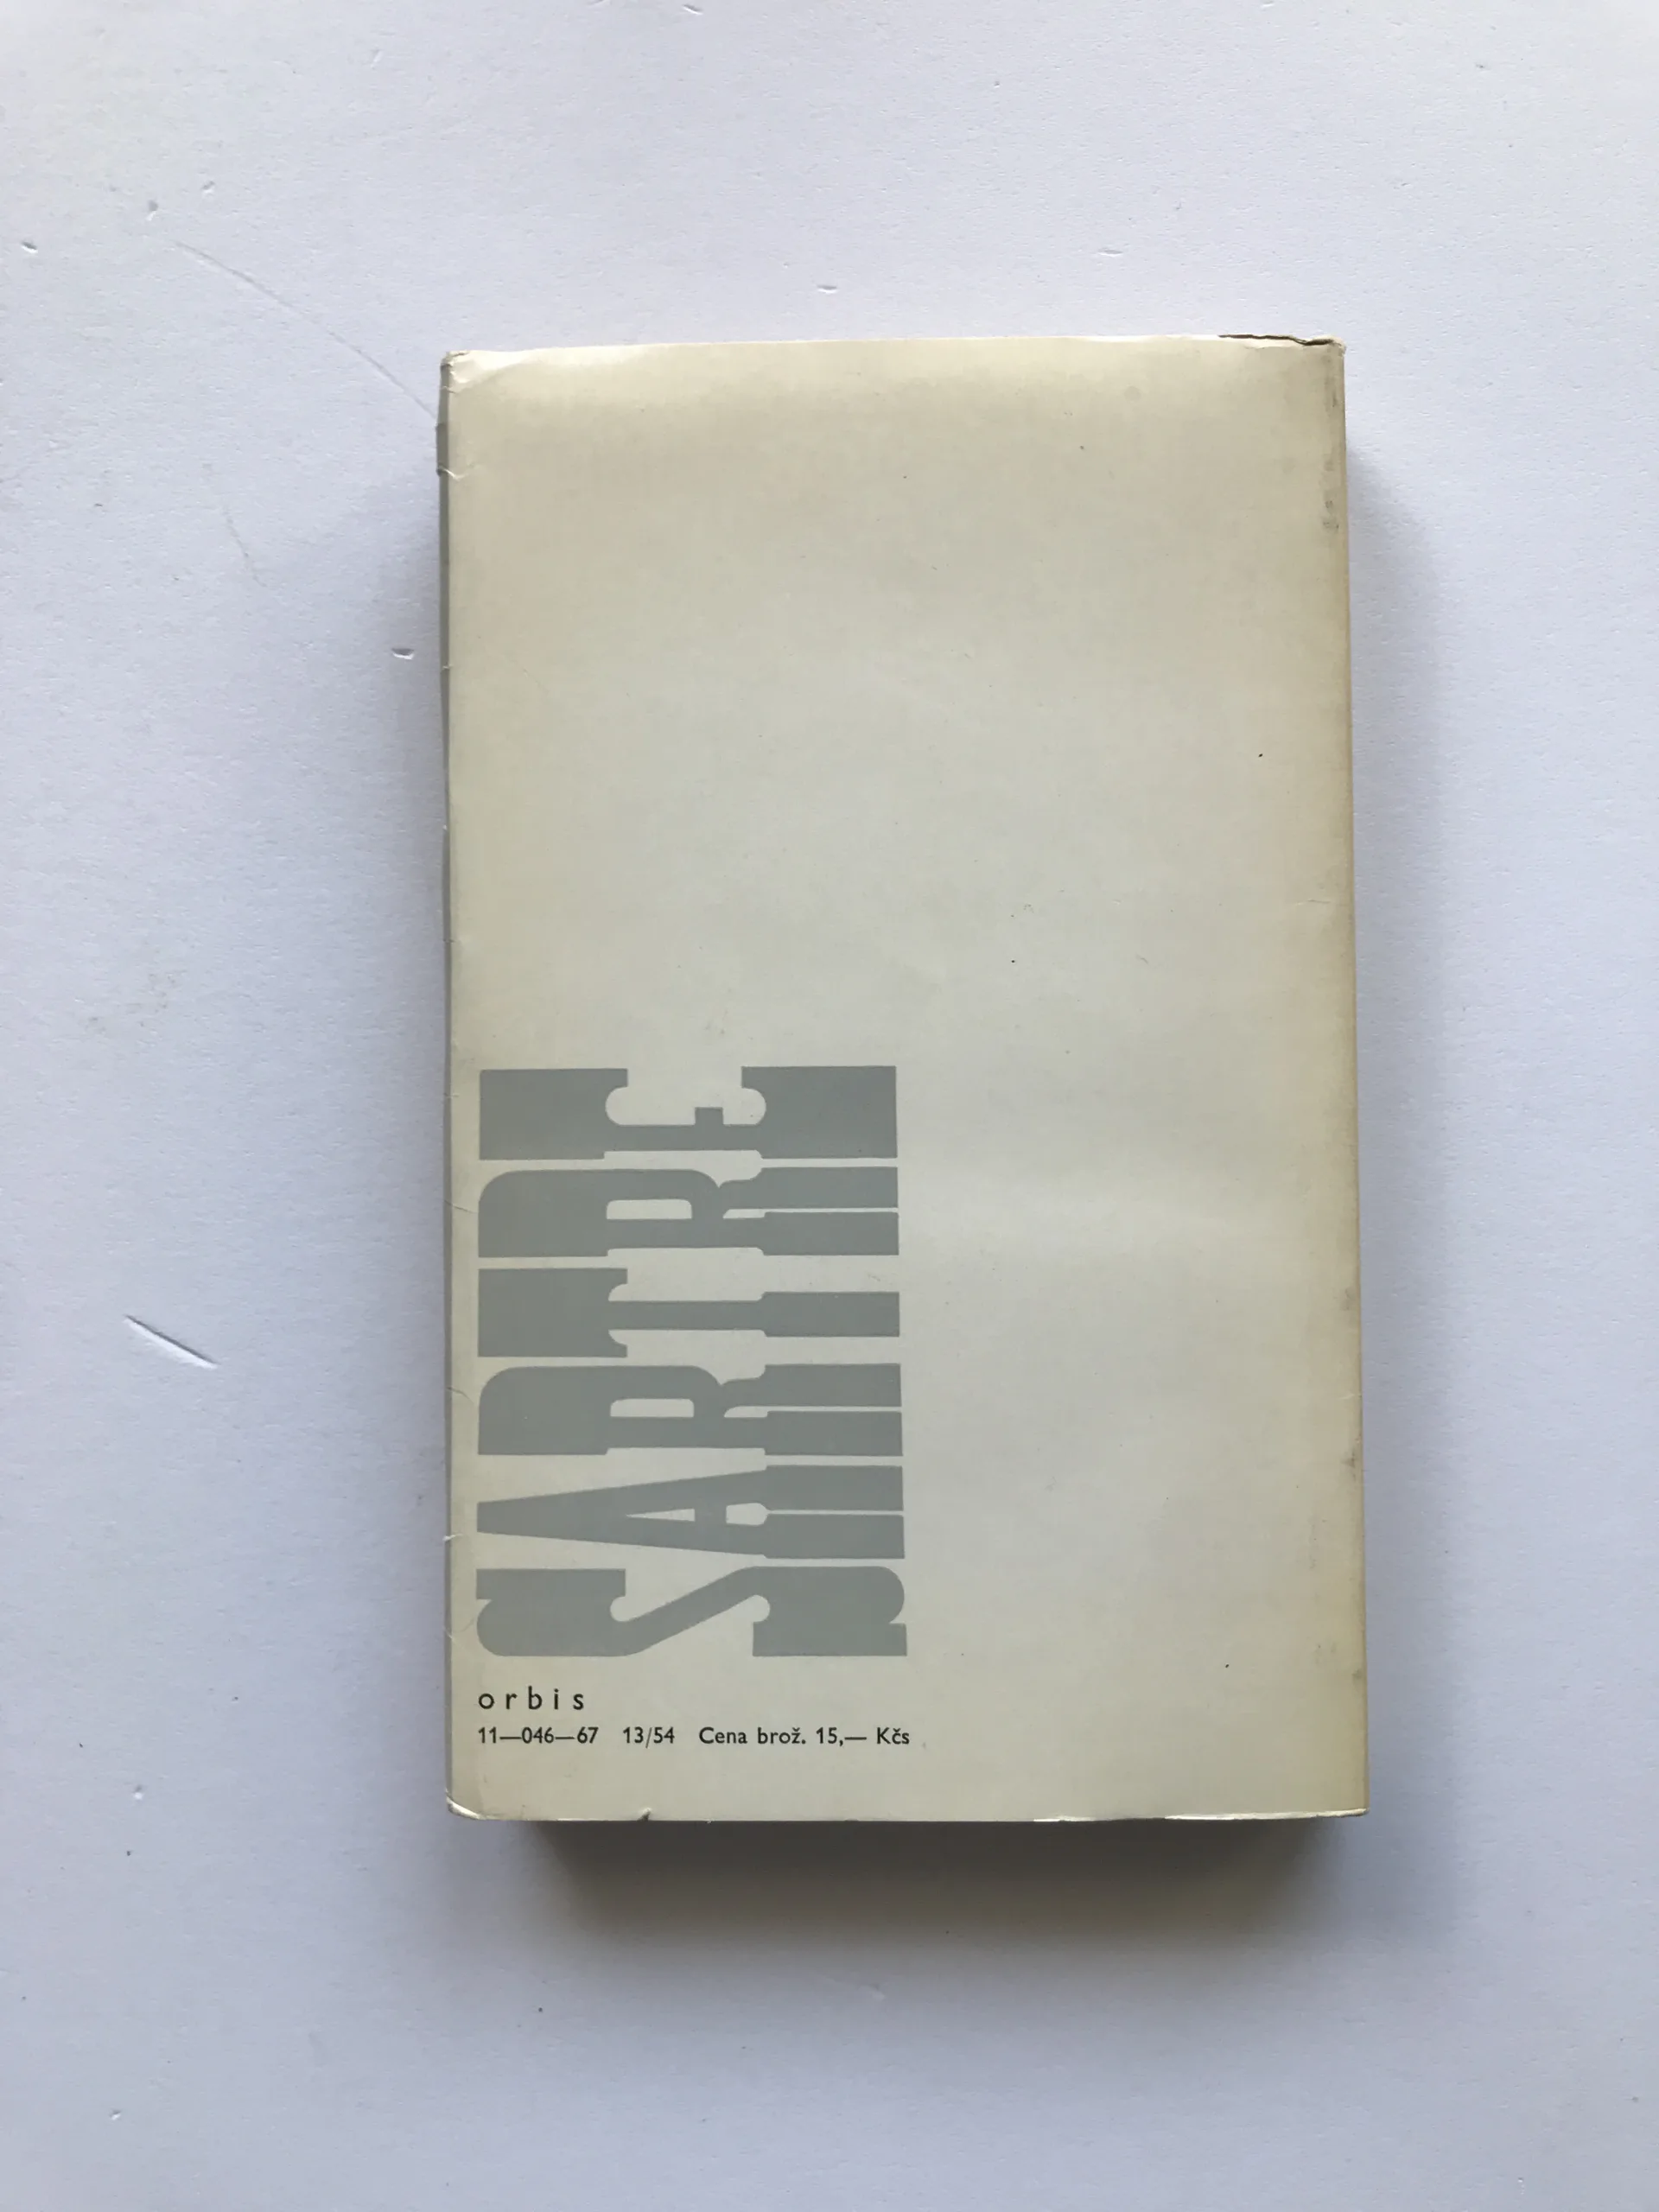 SARTRE
orbis
11—046—67 13/54 Cena brož. 15,— Kčs